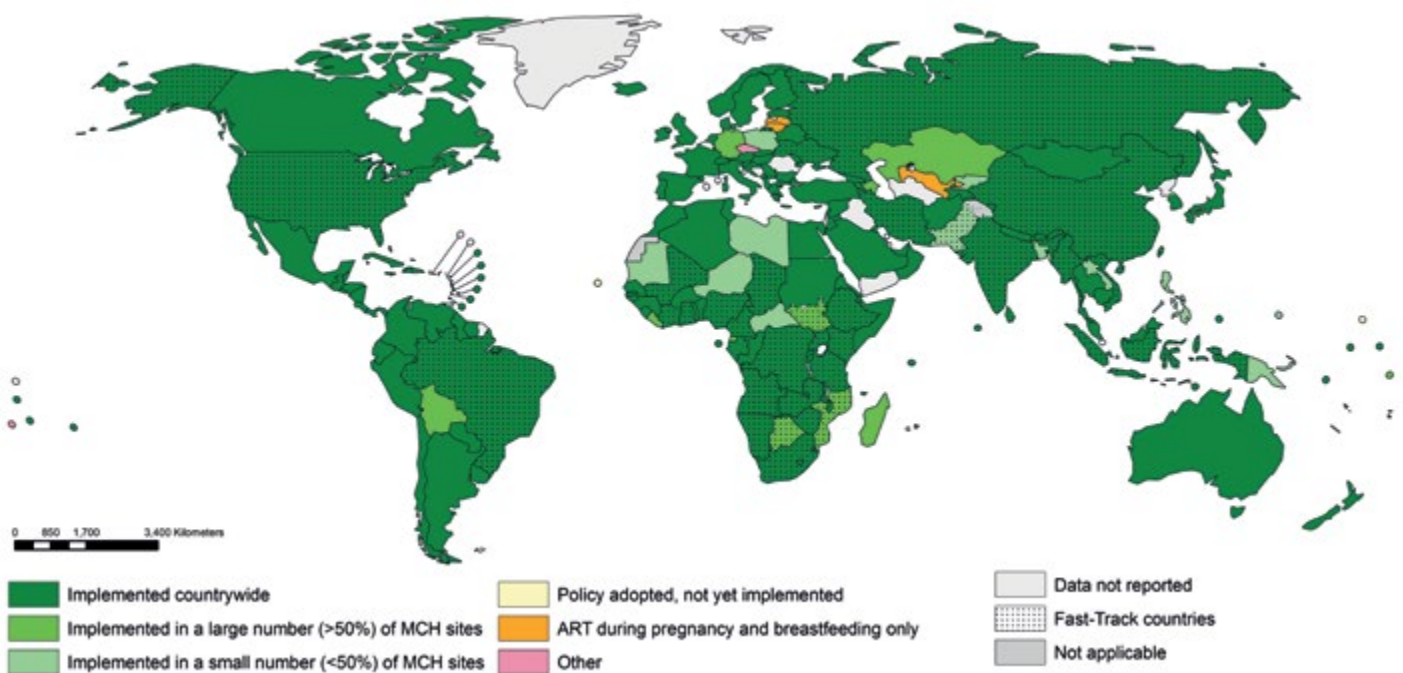 0 850 1,700 3,400 Kilometers
Implemented countrywide
Implemented in a large number (>50%) of MCH sites
Implemented in a small number (<50%) of MCH sites
Policy adopted, not yet implemented
ART during pregnancy and breastfeeding only
Other
Data not reported
Fast-Track countries
Not applicable